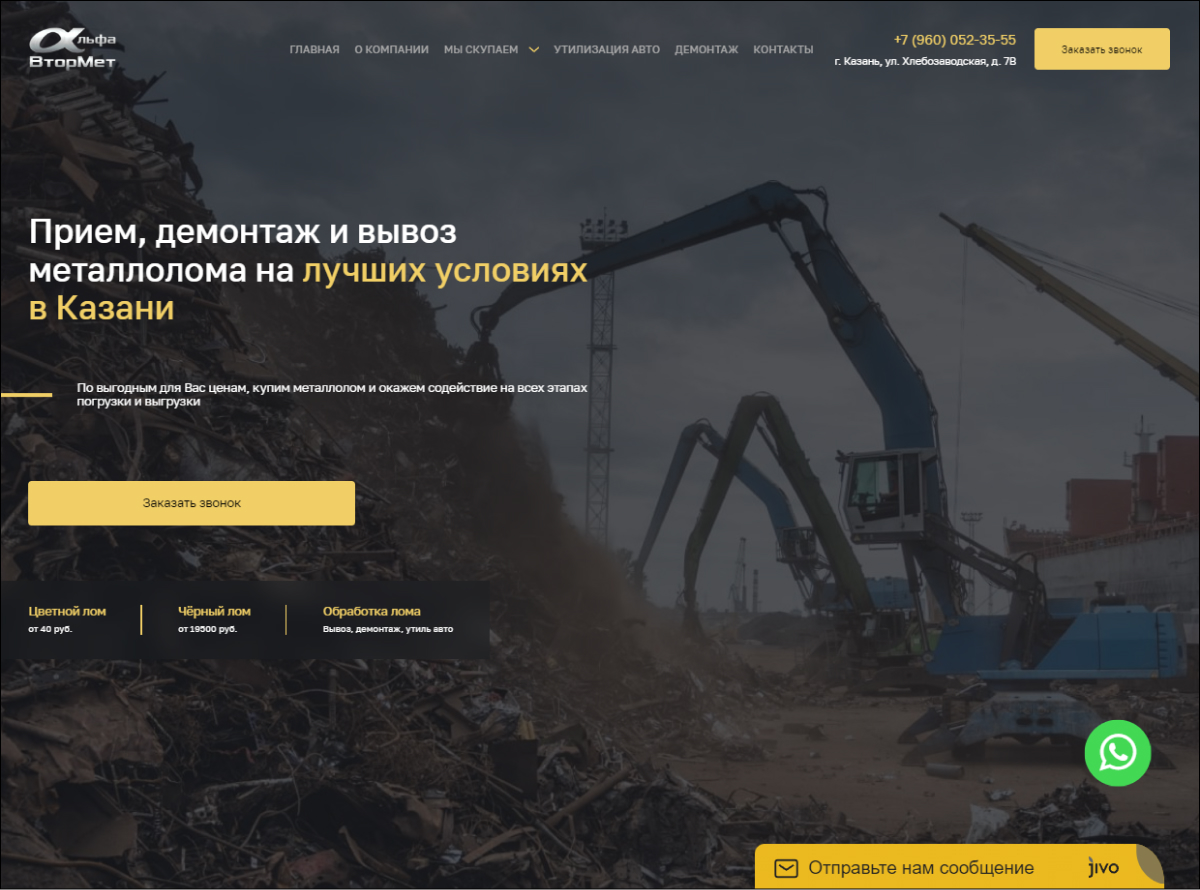 αльфа
ВторМет
ГЛАВНАЯ О КОМПАНИИ МЫ СКУПАЕМ УТИЛИЗАЦИЯ АВТО ДЕМОНТАЖ КОНТАКТЫ
+7 (960) 052-35-55
г. Казань, ул. Хлебозаводская, д. 7В
Заказать звонок
Прием, демонтаж и вывоз
металлолома на лучших условиях
в Казани
По выгодным для Вас ценам, купим металлолом и окажем содействие на всех этапах
погрузки и выгрузки
Заказать звонок
Цветной лом
от 40 руб.
Чёрный лом
от 19500 руб.
Обработка лома
Вывоз, демонтаж, утиль авто
Отправьте нам сообщение
jivo